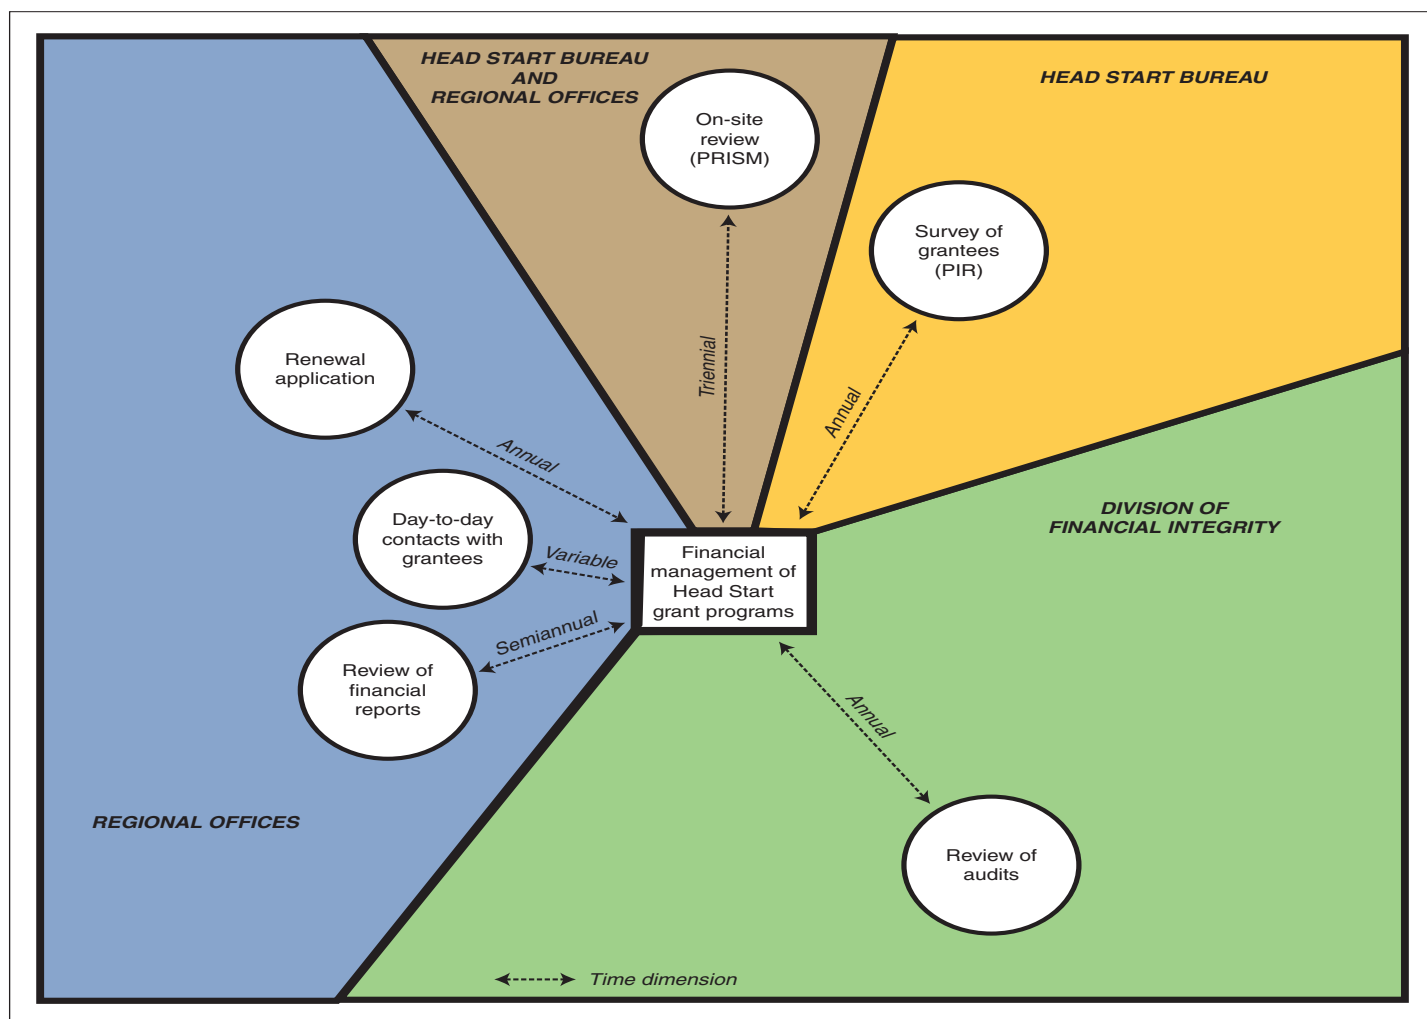 HEAD START BUREAU
AND
REGIONAL OFFICES
HEAD START BUREAU
On-site
review
(PRISM)
Survey of
grantees
(PIR)
Triennial
Annual
Renewal
application
Annual
Day-to-day
contacts with
grantees
Variable
Semiannual
Review of
financial
reports
Financial
management of
Head Start
grant programs
DIVISION OF
FINANCIAL INTEGRITY
Annual
Review of
audits
REGIONAL OFFICES
Time dimension